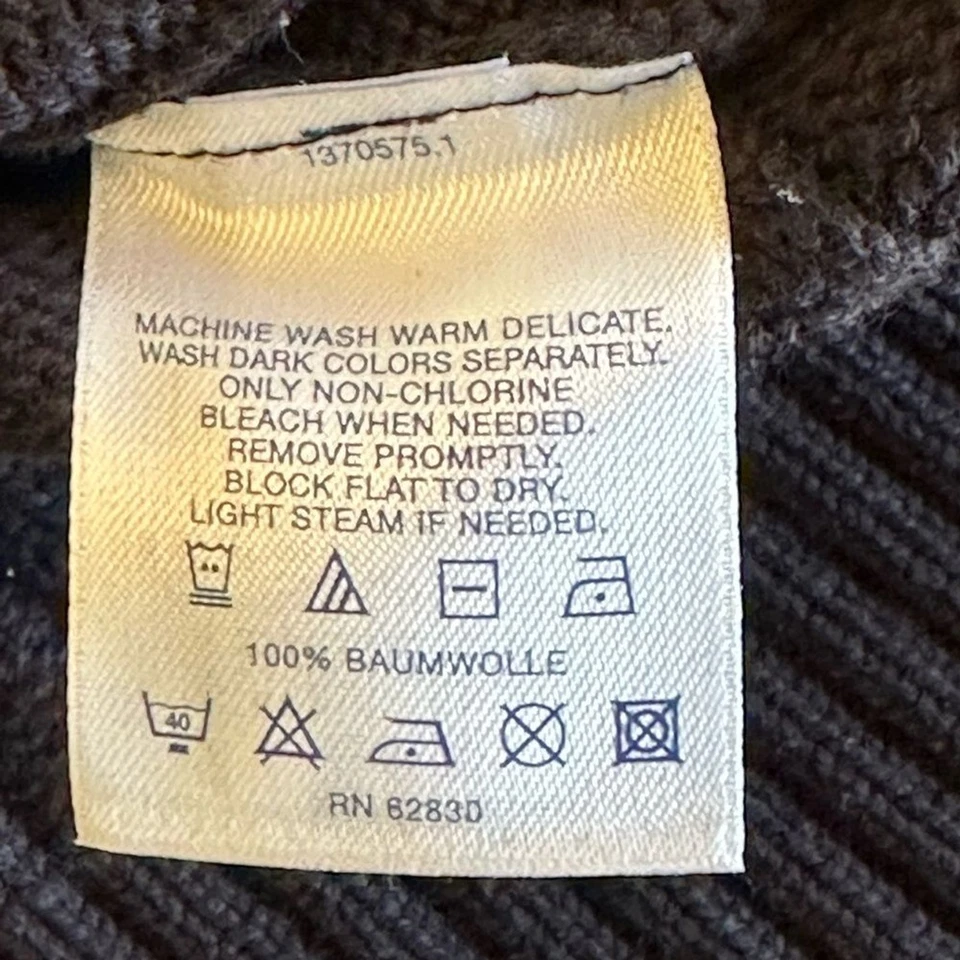 1370575.1
MACHINE WASH WARM DELICATE.
WASH DARK COLORS SEPARATELY.
ONLY NON-CHLORINE
BLEACH WHEN NEEDED.
REMOVE PROMPTLY.
BLOCK FLAT TO DRY.
LIGHT STEAM IF NEEDED.
100% BAUMWOLLE
40
RN 62830